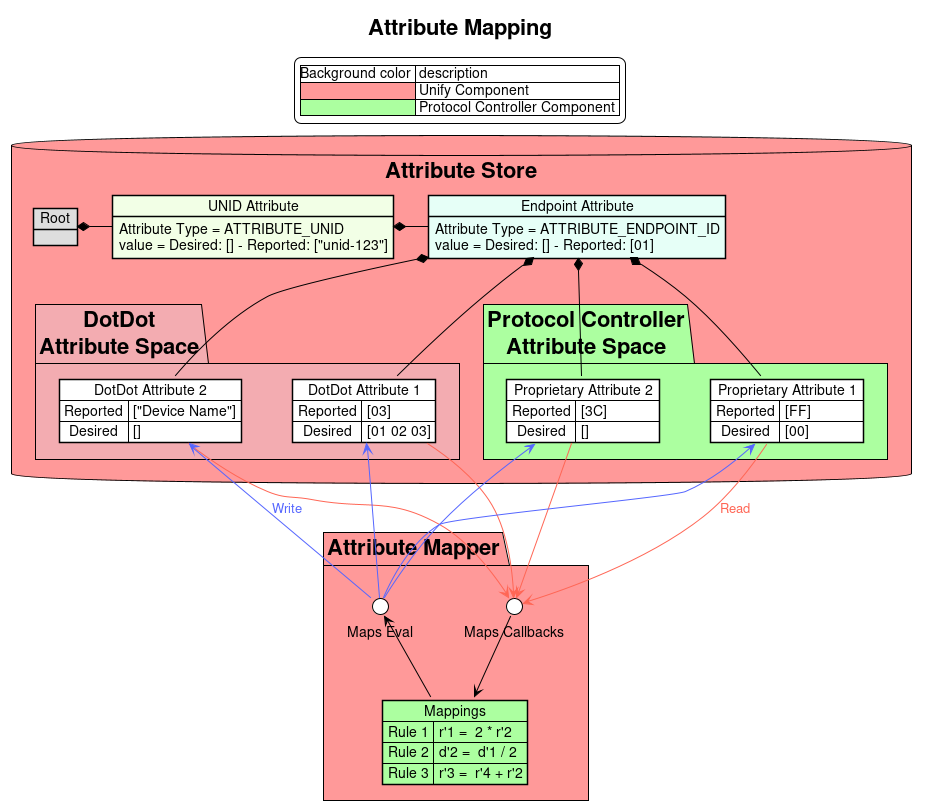 Attribute Mapping
Background color description
Unify Component
Protocol Controller Component
Attribute Store
Root
UNID Attribute
Attribute Type = ATTRIBUTE_UNID
value = Desired: [] - Reported: ["unid-123"]
Endpoint Attribute
Attribute Type = ATTRIBUTE_ENDPOINT_ID
value = Desired: [] - Reported: [01]
DotDot
Attribute Space
Protocol Controller
Attribute Space
DotDot Attribute 2
Reported ["Device Name"]
Desired []
DotDot Attribute 1
Reported [03]
Desired [01 02 03]
Proprietary Attribute 2
Reported [3C]
Desired []
Proprietary Attribute 1
Reported [FF]
Desired [00]
Write
Read
Attribute Mapper
Maps Eval
Maps Callbacks
Mappings
Rule 1 r'1 = 2 * r'2
Rule 2 d'2 = d'1 / 2
Rule 3 r'3 = r'4 + r'2